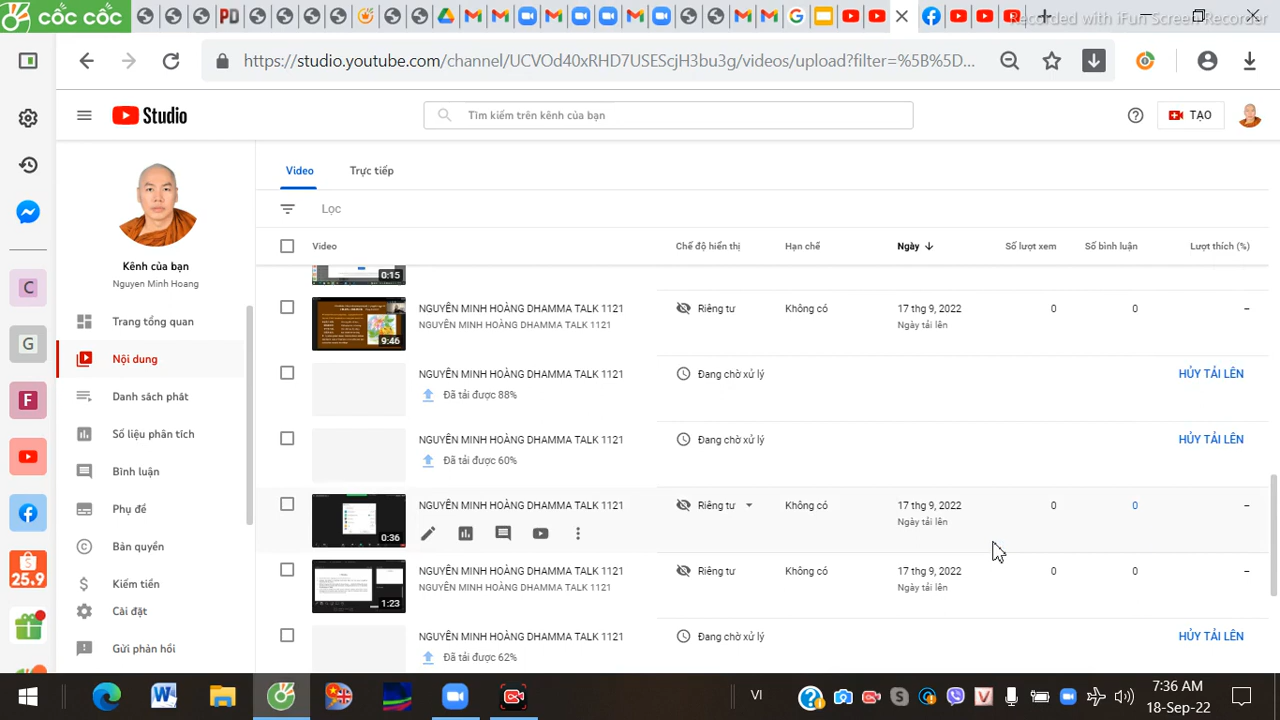 cốc cốc
Recorded with iFun Screen Recorder
https://studio.youtube.com/channel/UCVOd40xRHD7USEScjH3bu3g/videos/upload?filter=%5B%5D...
Studio
Tìm kiếm trên kênh của bạn
TẠO
Video
Trực tiếp
Lọc
Video
Chế độ hiển thị
Hạn chế
Ngày
Số lượt xem
Số bình luận
Lượt thích (%)
Kênh của bạn
Nguyen Minh Hoang
Trang tổng quan
Nội dung
Danh sách phát
Số liệu phân tích
Bình luận
Phụ đề
Bản quyền
Kiếm tiền
Cài đặt
Gửi phản hồi
C
G
F
25.9
0:15
9:46
NGUYÊN MINH HOÀNG DHAMMA TALK 1121
NGUYÊN MINH HOÀNG DHAMMA TALK 1121
Riêng tư
Không có
17 thg 9, 2022
Ngày tải lên
0
0
–
NGUYÊN MINH HOÀNG DHAMMA TALK 1121
Đã tải được 88%
Đang chờ xử lý
HỦY TẢI LÊN
NGUYÊN MINH HOÀNG DHAMMA TALK 1121
Đã tải được 60%
Đang chờ xử lý
HỦY TẢI LÊN
0:36
NGUYÊN MINH HOÀNG DHAMMA TALK 1121
Riêng tư
Không có
17 thg 9, 2022
Ngày tải lên
0
0
–
1:23
NGUYÊN MINH HOÀNG DHAMMA TALK 1121
NGUYÊN MINH HOÀNG DHAMMA TALK 1121
Riêng tư
Không có
17 thg 9, 2022
Ngày tải lên
0
0
–
NGUYÊN MINH HOÀNG DHAMMA TALK 1121
Đã tải được 62%
Đang chờ xử lý
HỦY TẢI LÊN
VI
7:36 AM
18-Sep-22